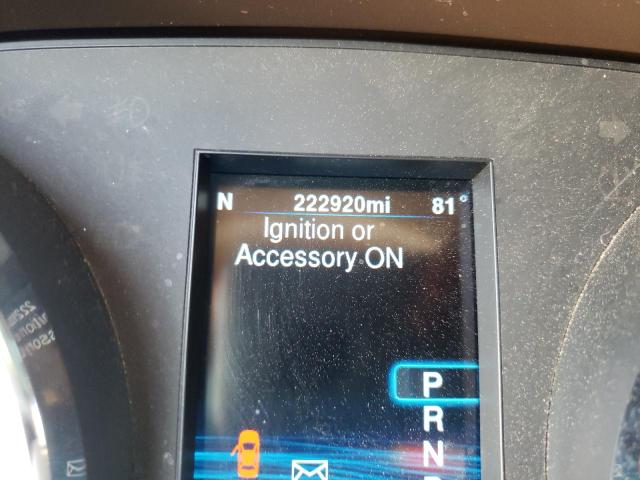 N 222920mi 81°
Ignition or
Accessory ON
P
R
N